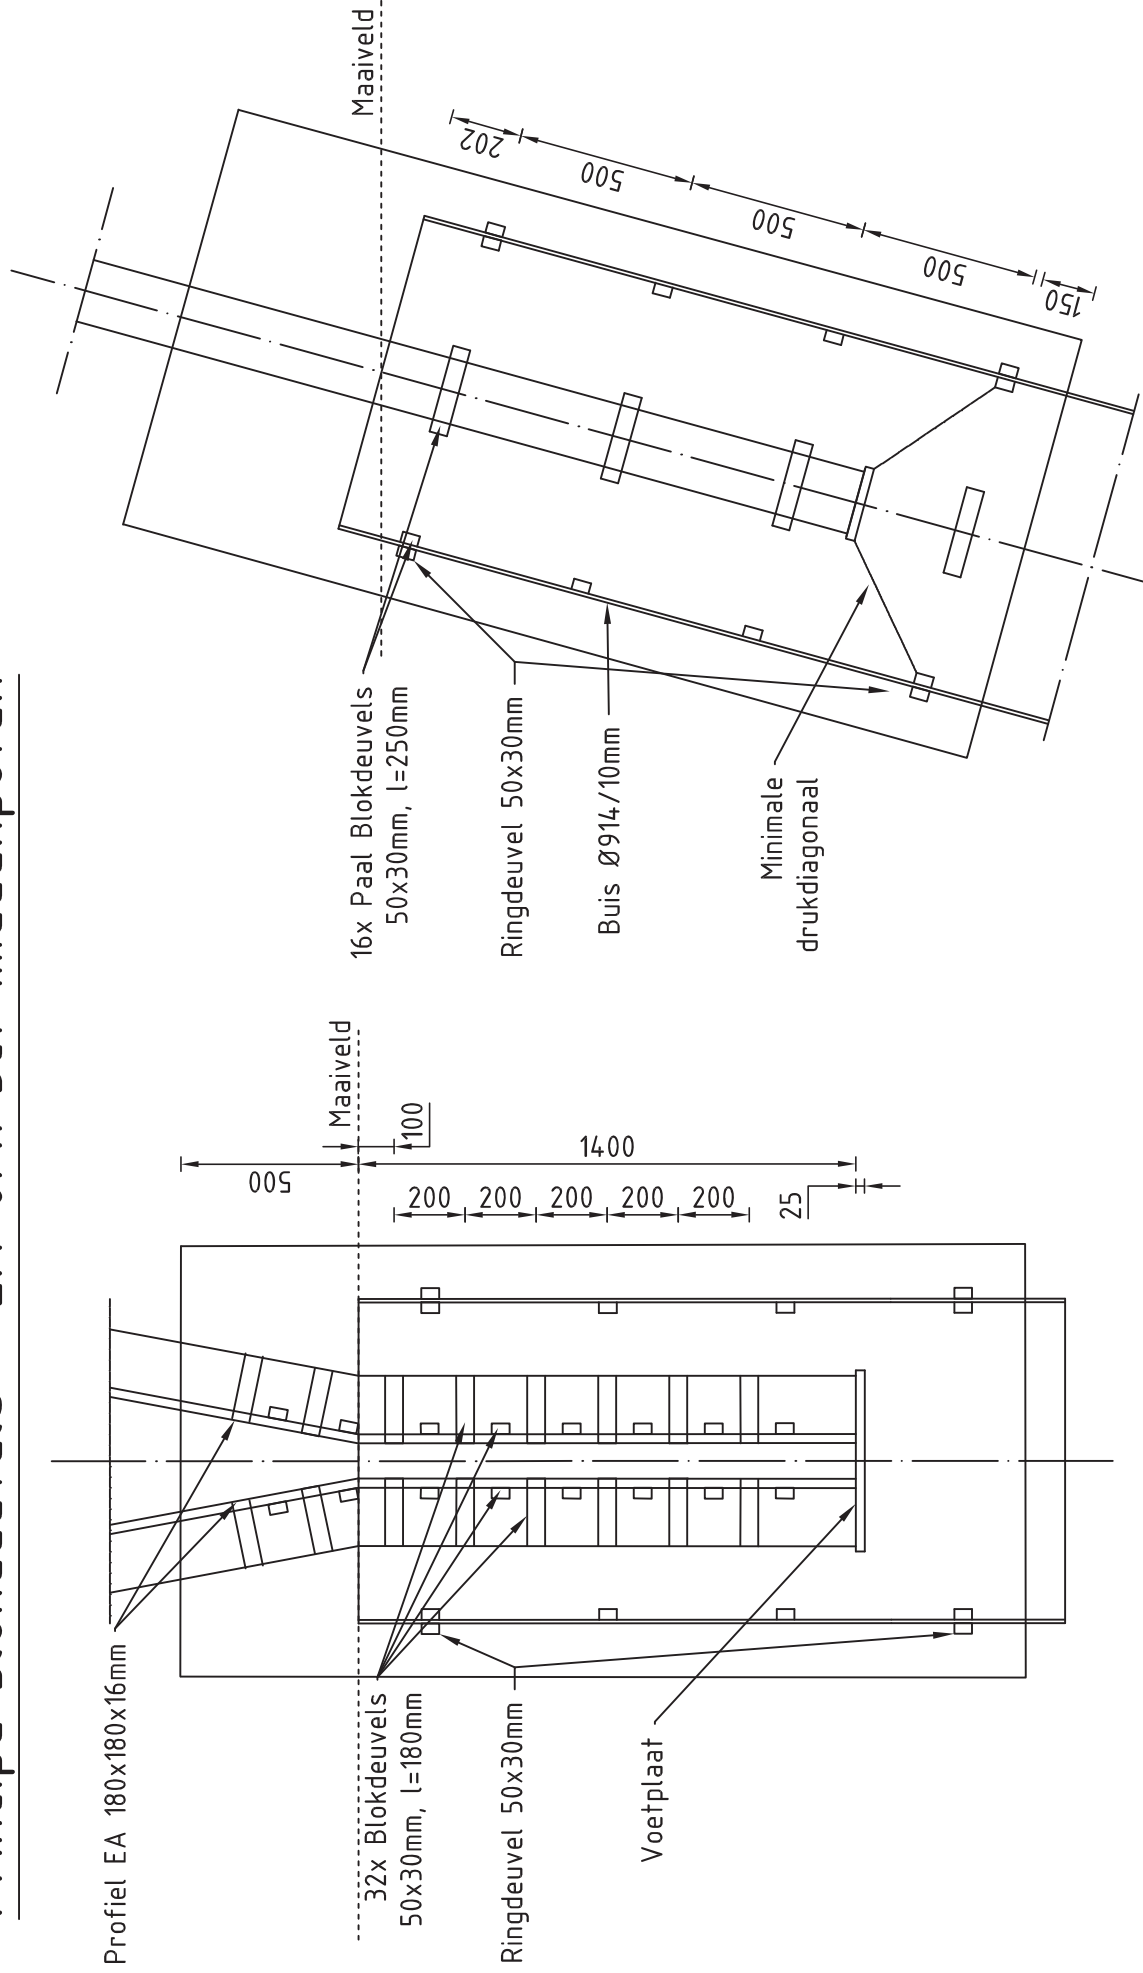 Maaiveld
202
500
500
500
150
16x Paal Blokdeuvels
50x30mm, l=250mm
Ringdeuvel 50x30mm
Buis Ø914/10mm
Minimale
drukdiagonaal
Maaiveld
500
100
1400
200
200
200
200
200
25
Profiel EA 180x180x16mm
32x Blokdeuvels
50x30mm, l=180mm
Ringdeuvel 50x30mm
Voetplaat